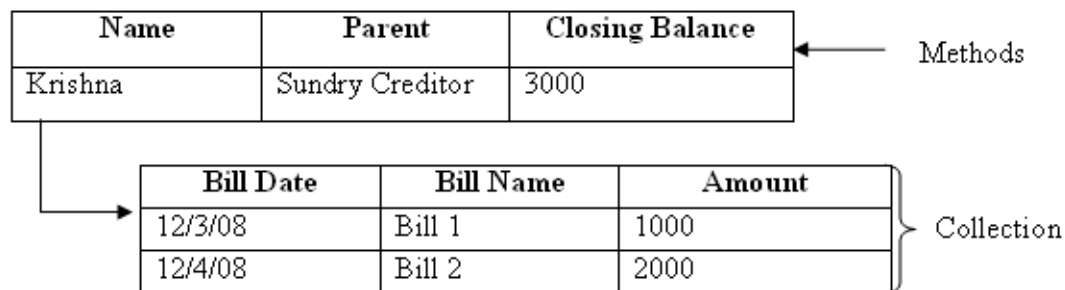 Name Parent Closing Balance
Methods
Krishna Sundry Creditor 3000
Bill Date Bill Name Amount
12/3/08 Bill 1 1000
Collection
12/4/08 Bill 2 2000